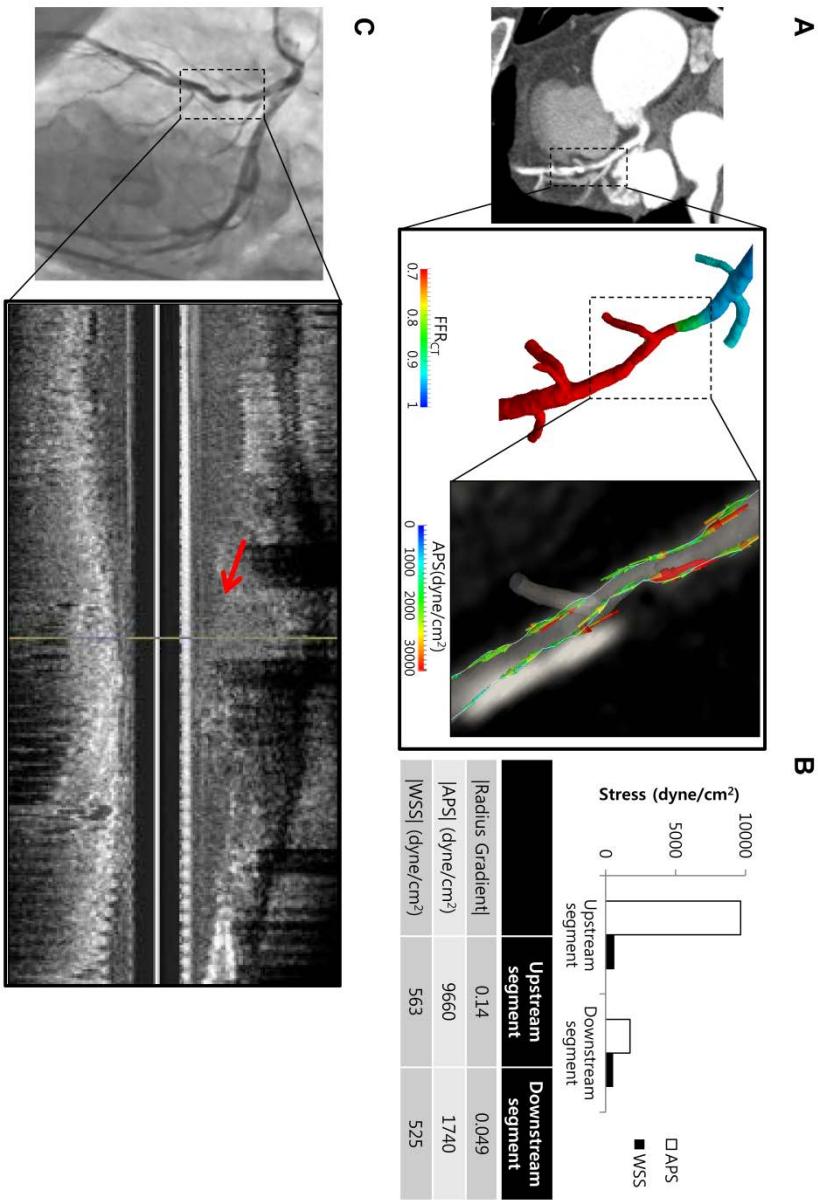 A
FFRCT
0.7 0.8 0.9 1
APS(dyne/cm²)
0 1000 2000 30000
B
Stress (dyne/cm²)
10000
5000
0
Upstream
segment
Downstream
segment
APS
WSS
Upstream
segment
Downstream
segment
|Radius Gradient| 0.14 0.049
|APS| (dyne/cm²) 9660 1740
|WSS| (dyne/cm²) 563 525
C